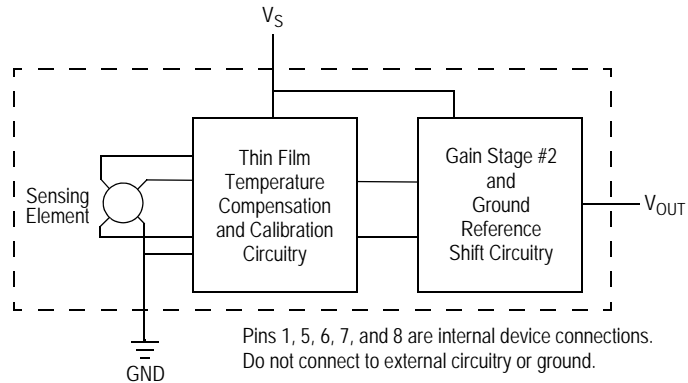 VS
Sensing
Element
Thin Film
Temperature
Compensation
and Calibration
Circuitry
Gain Stage #2
and
Ground
Reference
Shift Circuitry
VOUT
GND
Pins 1, 5, 6, 7, and 8 are internal device connections.
Do not connect to external circuitry or ground.